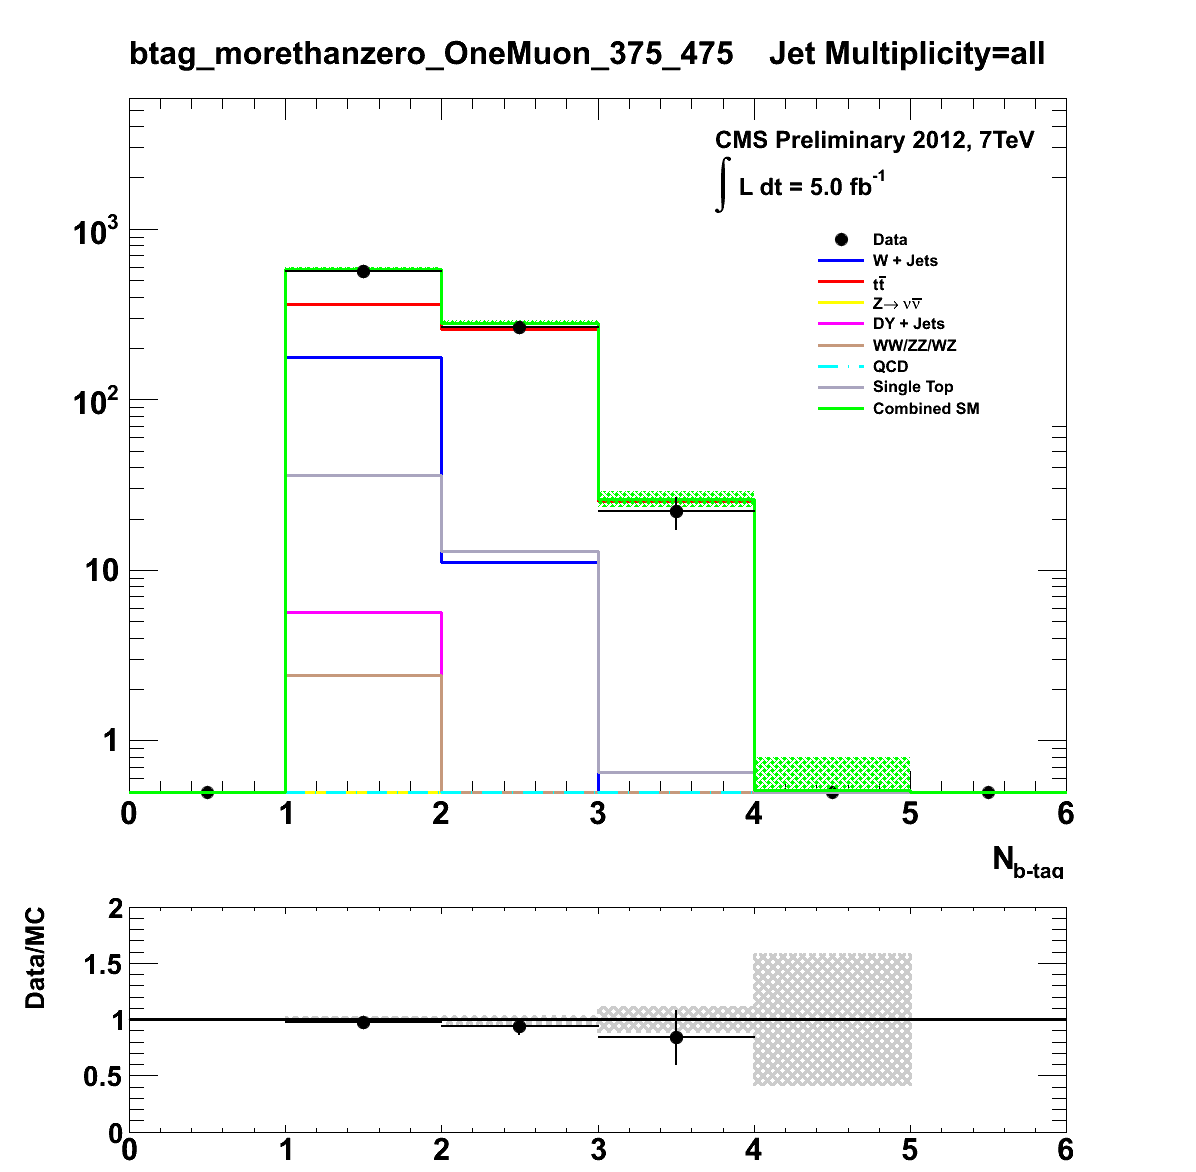 btag_morethanzero_OneMuon_375_475 Jet Multiplicity=all
CMS Preliminary 2012, 7TeV
∫ L dt = 5.0 fb⁻¹
Data
W + Jets
tt̅
Z→ νν̅
DY + Jets
WW/ZZ/WZ
QCD
Single Top
Combined SM
10³
10²
10
1
0 1 2 3 4 5 6
N b-tag
Data/MC
2
1.5
1
0.5
0
0 1 2 3 4 5 6